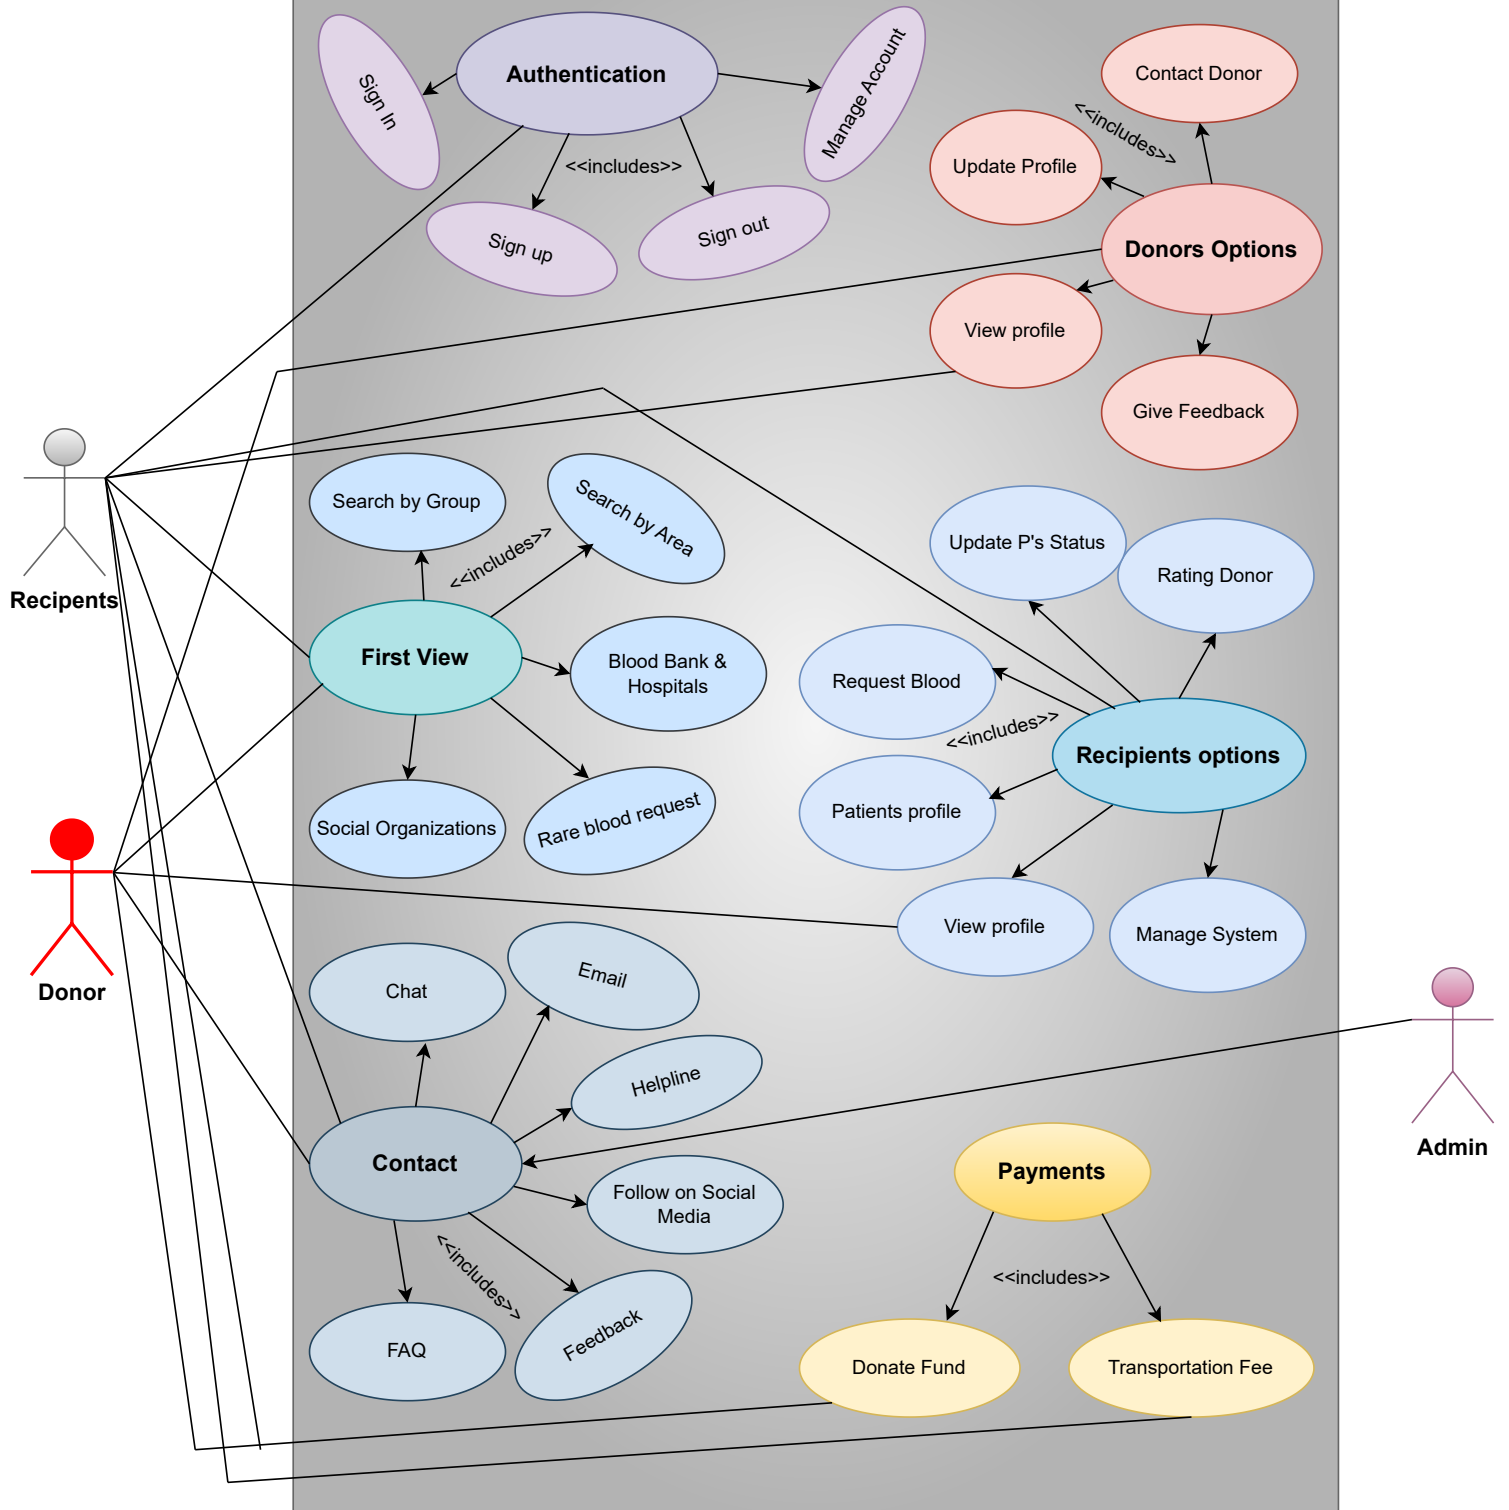 Authentication
Sign In
Manage Account
<<includes>>
Sign up
Sign out
Contact Donor
<<includes>>
Update Profile
Donors Options
View profile
Give Feedback
Recipents
Search by Group
Search by Area
<<includes>>
First View
Blood Bank &
Hospitals
Social Organizations
Rare blood request
Update P's Status
Rating Donor
Request Blood
<<includes>>
Recipients options
Patients profile
View profile
Manage System
Donor
Chat
Email
Helpline
Contact
Follow on Social
Media
<<includes>>
FAQ
Feedback
Admin
Payments
<<includes>>
Donate Fund
Transportation Fee